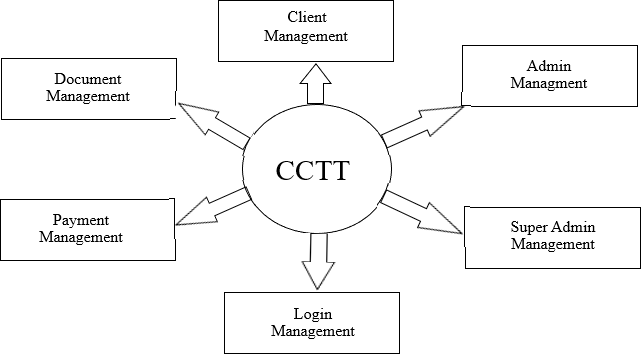 Client
Management
Document
Management
Admin
Managment
CCTT
Payment
Management
Super Admin
Management
Login
Management